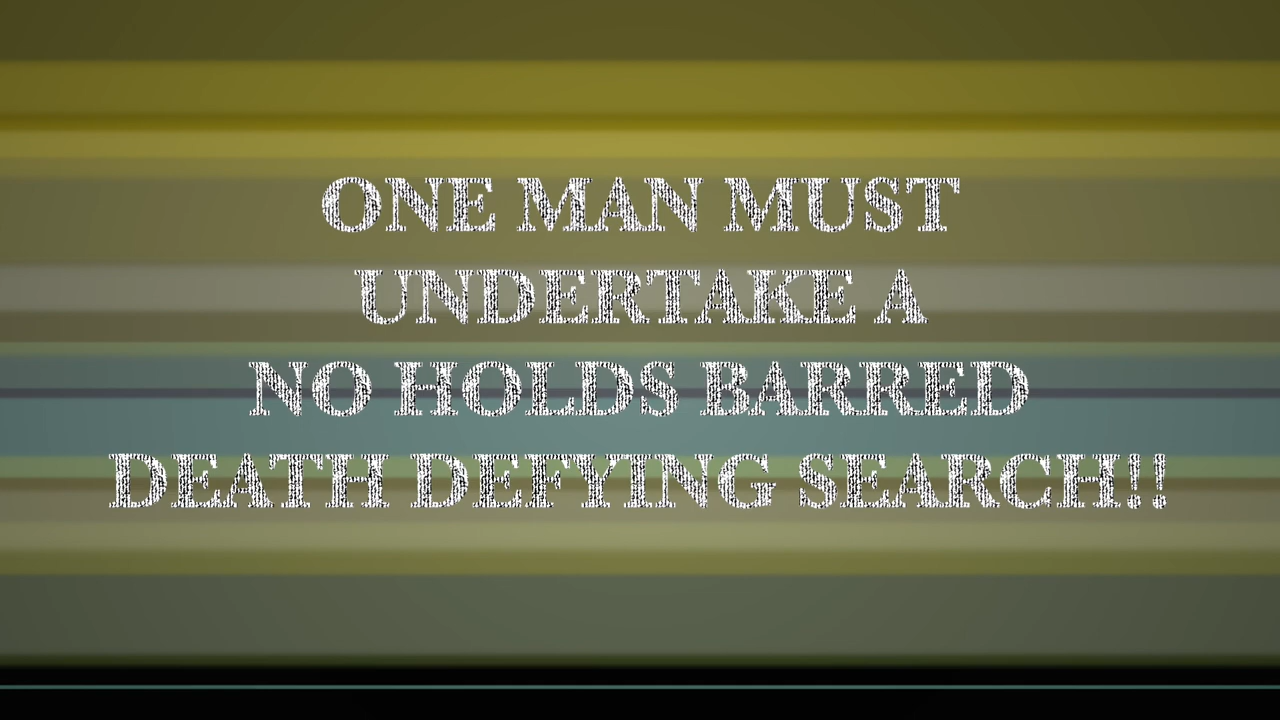 ONE MAN MUST
UNDERTAKE A
NO HOLDS BARRED
DEATH DEFYING SEARCH!!